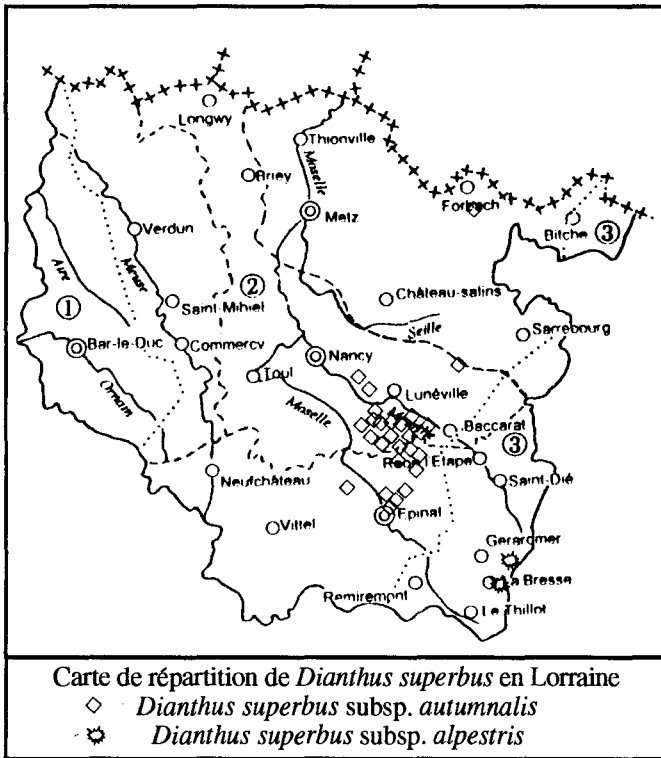 Longwy
Thionville
Briey
Moselle
Metz
Forbach
Bitche
③
Verdun
Aire
Meuse
②
①
Saint-Mihiel
Château-salins
Seille
Sarrebourg
Bar-le-Duc
Commercy
Nancy
Toul
Lunéville
Ornain
Moselle
Baccarat
③
Neufchâteau
Saint-Dié
Epinal
Vittel
Gerardmer
La Bresse
Remiremont
Le Thillot
Carte de répartition de Dianthus superbus en Lorraine
Dianthus superbus subsp. autumnalis
Dianthus superbus subsp. alpestris